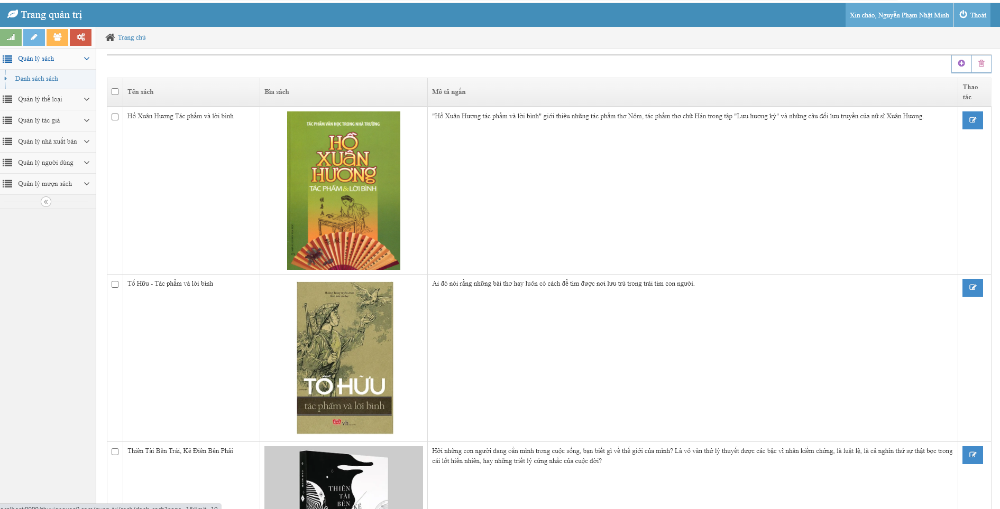 Trang quản trị
Xin chào, Nguyễn Phạm Nhật Minh
Thoát
Trang chủ
Quản lý sách
Danh sách sách
Quản lý thể loại
Quản lý tác giả
Quản lý nhà xuất bản
Quản lý người dùng
Quản lý mượn sách
Tên sách
Bìa sách
Mô tả ngắn
Thao
tác
Hồ Xuân Hương Tác phẩm và lời bình
TÁC PHẨM VĂN HỌC TRONG NHÀ TRƯỜNG
HỒ
XUÂN
HƯƠNG
TÁC PHẨM & LỜI BÌNH
"Hồ Xuân Hương tác phẩm và lời bình" giới thiệu những tác phẩm thơ Nôm, tác phẩm thơ chữ Hán trong tập "Lưu hương ký" và những câu đối lưu truyền của nữ sĩ Xuân Hương.
Tố Hữu - Tác phẩm và lời bình
TỐ HỮU
tác phẩm và lời bình
vh
Ai đó nói rằng những bài thơ hay luôn có cách để tìm được nơi lưu trú trong trái tim con người.
Thiên Tài Bên Trái, Kẻ Điên Bên Phải
CAO MINH
THIÊN
TÀI
BÊN
KẺ
Hỡi những con người đang oằn mình trong cuộc sống, bạn biết gì về thế giới của mình? Là vô vàn thứ lý thuyết được các bậc vĩ nhân kiểm chứng, là luật lệ, là cả nghìn thứ sự thật bọc trong
cái lốt hiển nhiên, hay những triết lý cứng nhắc của cuộc đời?